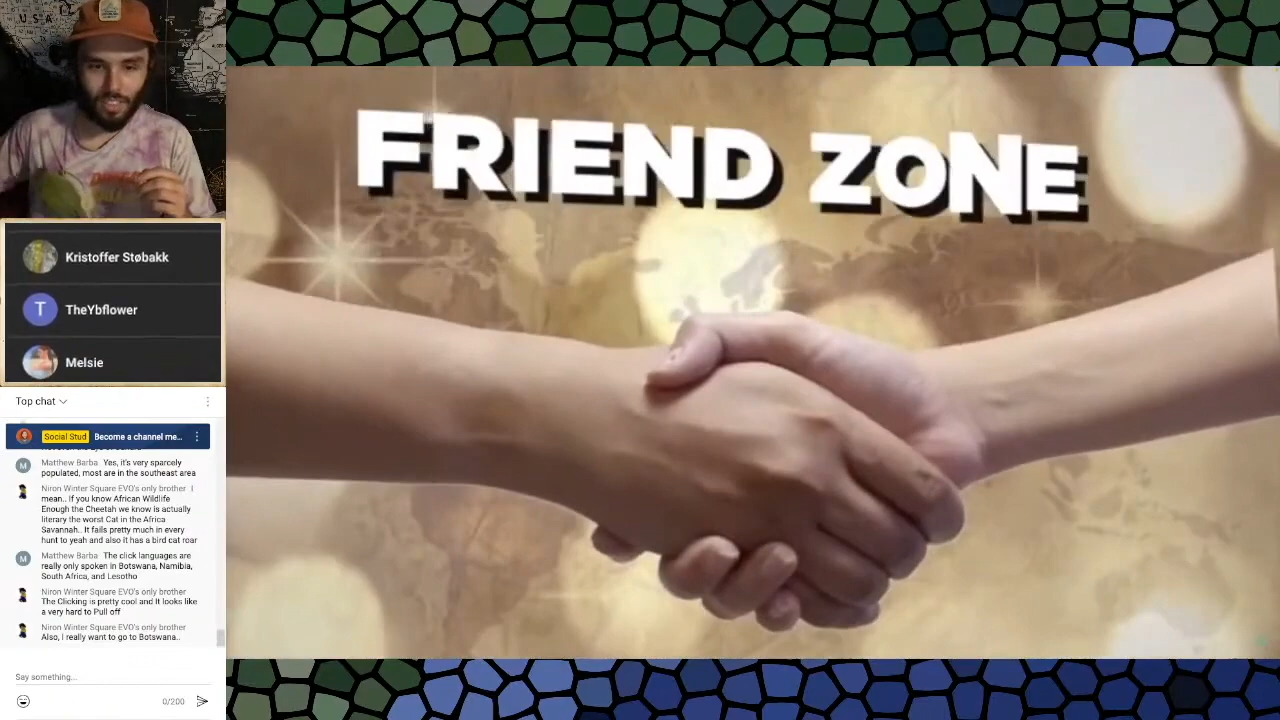 U.S.A.
FRIEND ZONE
Kristoffer Støbakk
T TheYbflower
Melsie
Top chat
Social Stud Become a channel me...
M Matthew Barba Yes, it's very sparcely
populated, most are in the southeast area
Niron Winter Square EVO's only brother I
mean.. If you know African Wildlife
Enough the Cheetah we know is actually
literary the worst Cat in the Africa
Savannah.. It fails pretty much in every
hunt to yeah and also it has a bird cat roar
M Matthew Barba The click languages are
really only spoken in Botswana, Namibia,
South Africa, and Lesotho
Niron Winter Square EVO's only brother
The Clicking is pretty cool and It looks like
a very hard to Pull off
Niron Winter Square EVO's only brother
Also, I really want to go to Botswana..
Say something...
0/200